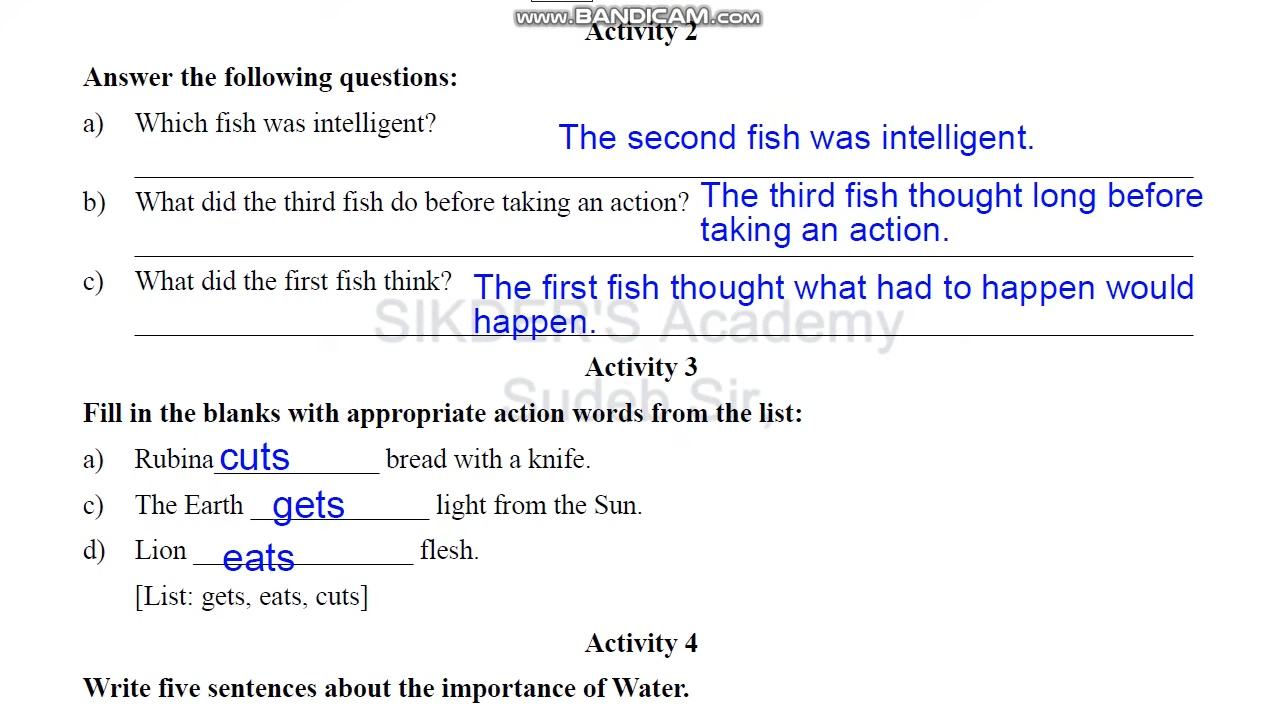 www.BANDICAM.com
Activity 2
Answer the following questions:
a) Which fish was intelligent?
The second fish was intelligent.
b) What did the third fish do before taking an action? The third fish thought long before
taking an action.
c) What did the first fish think? The first fish thought what had to happen would
happen.
SIKDER'S Academy
Activity 3
Sudeb Sir,
Fill in the blanks with appropriate action words from the list:
a) Rubina cuts bread with a knife.
c) The Earth gets light from the Sun.
d) Lion eats flesh.
[List: gets, eats, cuts]
Activity 4
Write five sentences about the importance of Water.